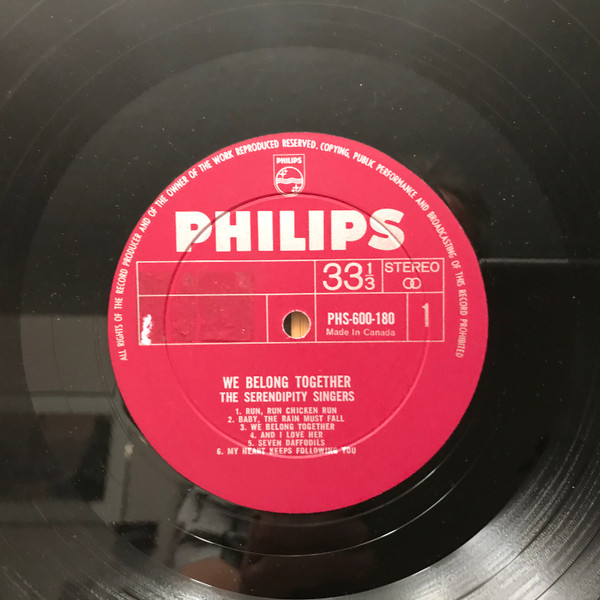 ALL RIGHTS OF THE RECORD PRODUCER AND OF THE OWNER OF THE WORK REPRODUCED RESERVED. COPYING, PUBLIC PERFORMANCE AND BROADCASTING OF THIS RECORD PROHIBITED
PHILIPS
PHILIPS
33 1/3 STEREO
PHS-600-180 1
Made in Canada
WE BELONG TOGETHER
THE SERENDIPITY SINGERS
1. RUN, RUN CHICKEN RUN
2. BABY, THE RAIN MUST FALL
3. WE BELONG TOGETHER
4. AND I LOVE HER
5. SEVEN DAFFODILS
6. MY HEART KEEPS FOLLOWING YOU